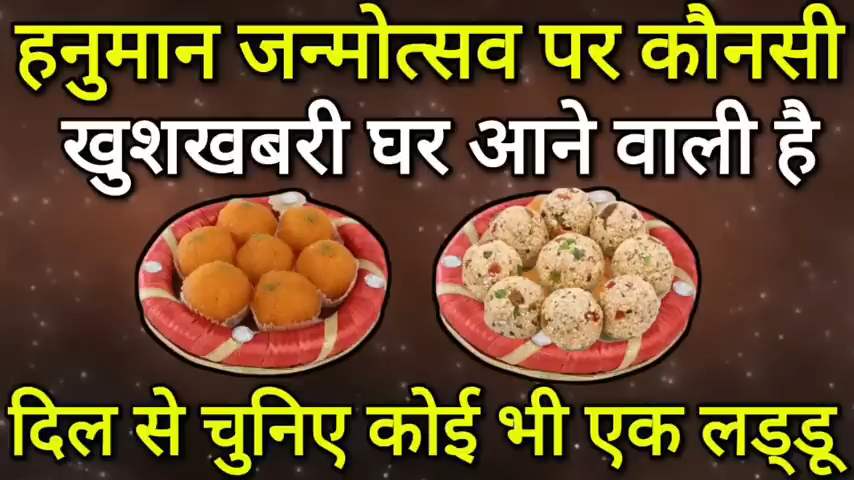 हनुमान जन्मोत्सव पर कौनसी
खुशखबरी घर आने वाली है
दिल से चुनिए कोई भी एक लड्डू